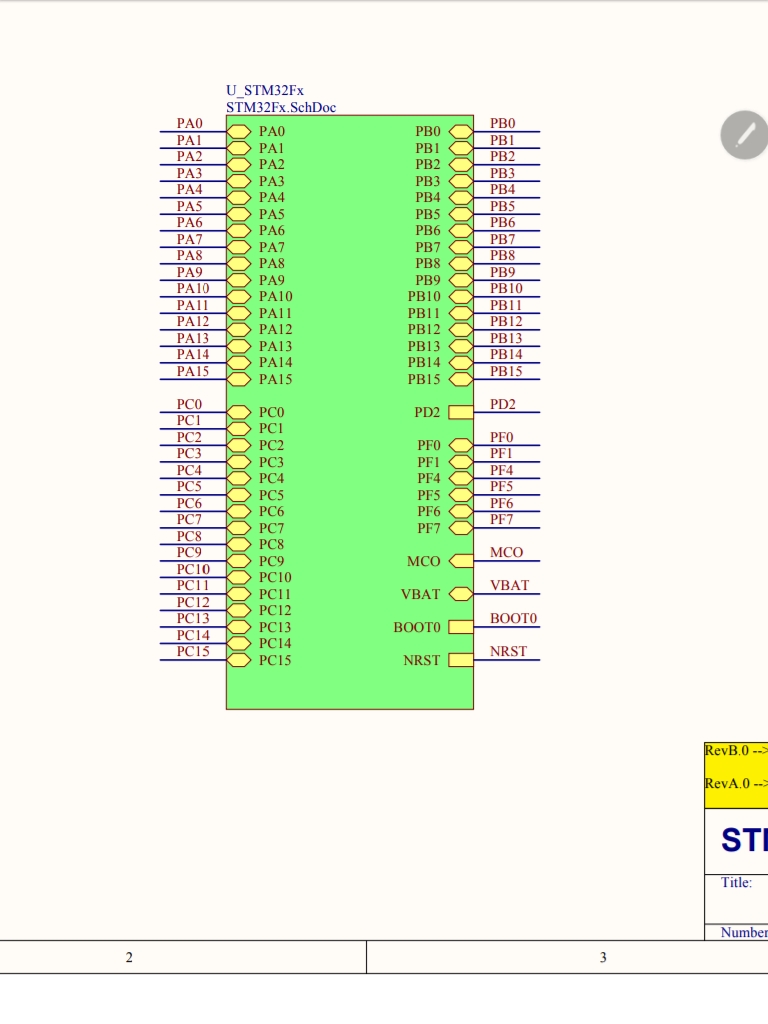 U_STM32Fx
STM32Fx.SchDoc
PA0 PA0 PB0 PB0
PA1 PA1 PB1 PB1
PA2 PA2 PB2 PB2
PA3 PA3 PB3 PB3
PA4 PA4 PB4 PB4
PA5 PA5 PB5 PB5
PA6 PA6 PB6 PB6
PA7 PA7 PB7 PB7
PA8 PA8 PB8 PB8
PA9 PA9 PB9 PB9
PA10 PA10 PB10 PB10
PA11 PA11 PB11 PB11
PA12 PA12 PB12 PB12
PA13 PA13 PB13 PB13
PA14 PA14 PB14 PB14
PA15 PA15 PB15 PB15
PC0 PC0 PD2 PD2
PC1 PC1
PC2 PC2 PF0 PF0
PC3 PC3 PF1 PF1
PC4 PC4 PF4 PF4
PC5 PC5 PF5 PF5
PC6 PC6 PF6 PF6
PC7 PC7 PF7 PF7
PC8 PC8
PC9 PC9 MCO MCO
PC10 PC10
PC11 PC11 VBAT VBAT
PC12 PC12
PC13 PC13 BOOT0 BOOT0
PC14 PC14
PC15 PC15 NRST NRST
RevB.0 -->
RevA.0 -->
Title:
Number
2 3